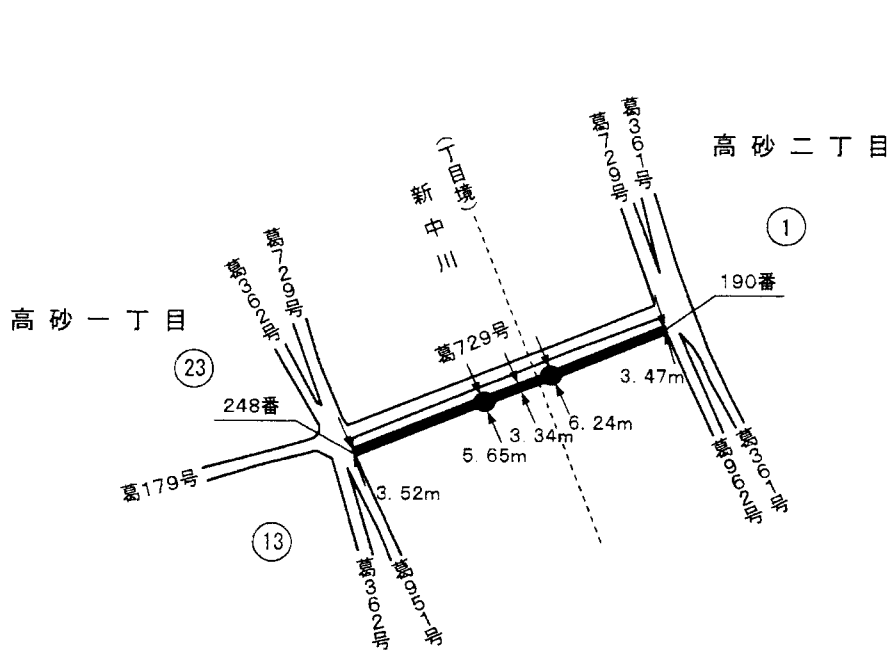 葛361号
葛729号
高砂二丁目
(丁目境)
新中川
1
葛729号
葛362号
190番
高砂一丁目
葛729号
23
3.47m
248番
6.24m
3.34m
5.65m
葛179号
3.52m
葛361号
葛962号
13
葛951号
葛362号